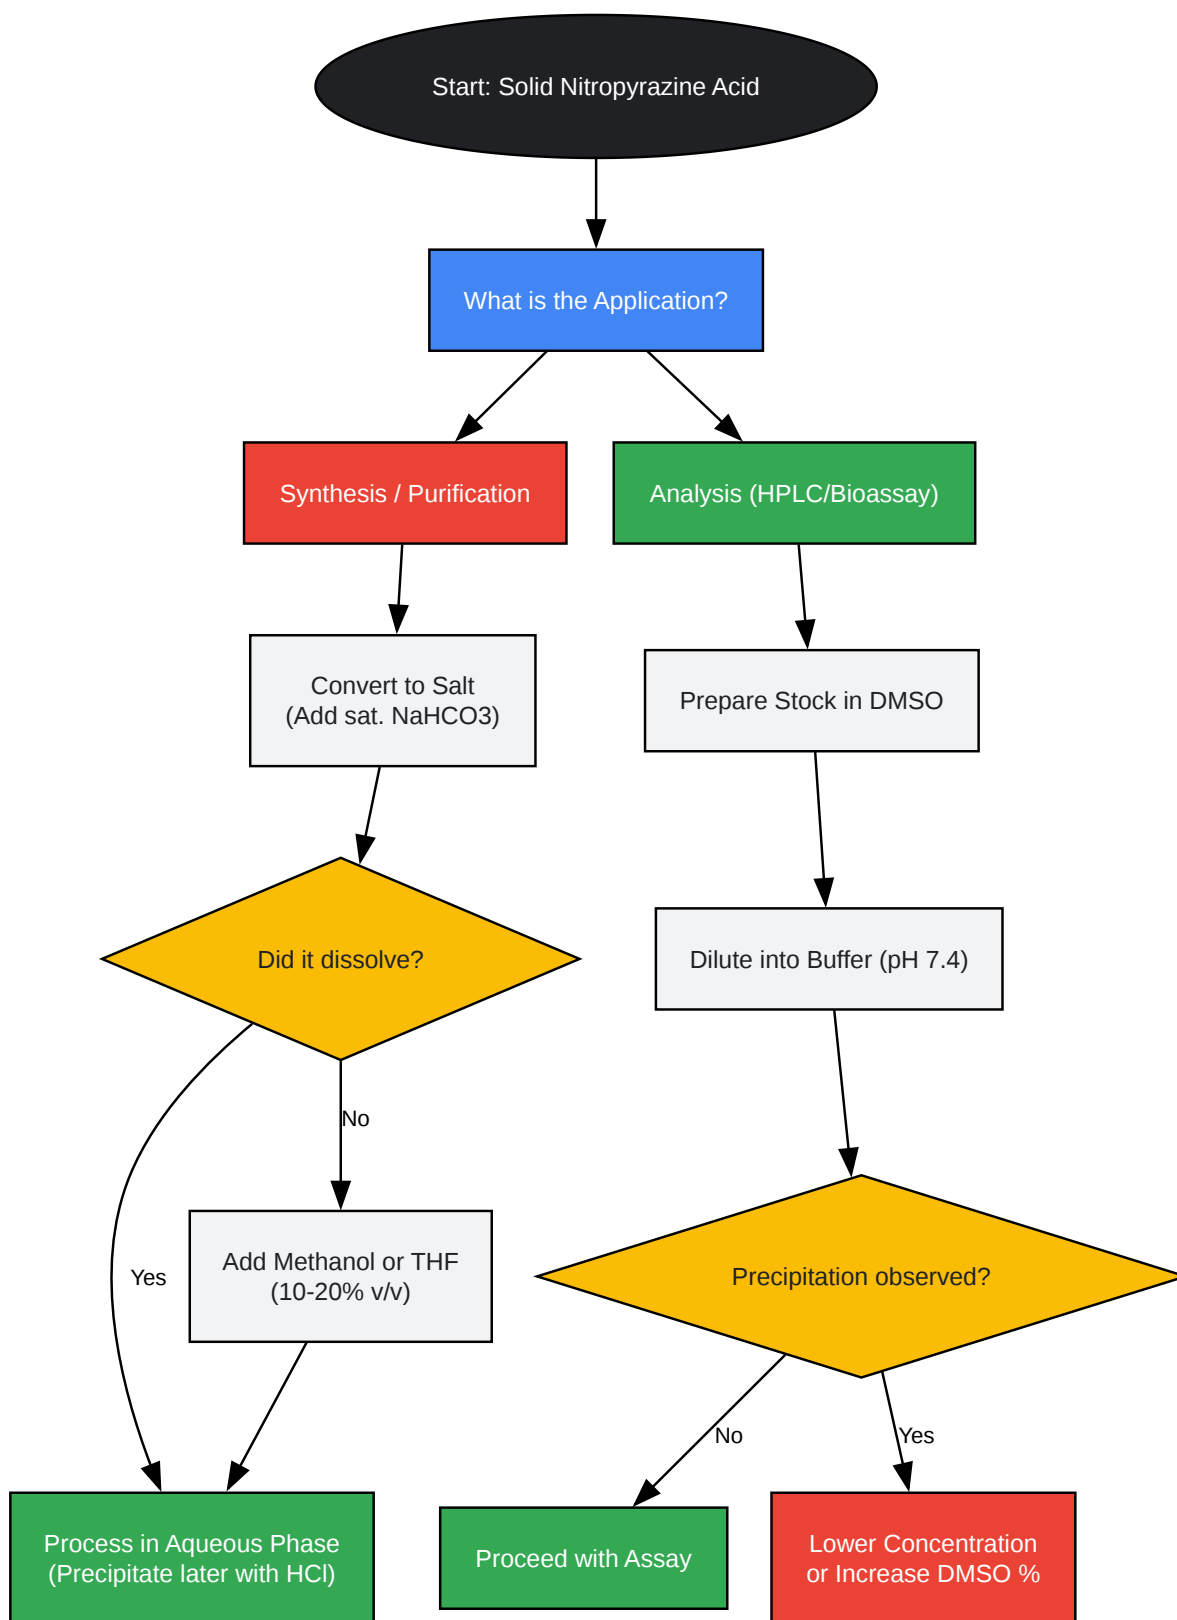 Start: Solid Nitropyrazine Acid
What is the Application?
Synthesis / Purification
Analysis (HPLC/Bioassay)
Convert to Salt
(Add sat. NaHCO3)
Prepare Stock in DMSO
Did it dissolve?
Dilute into Buffer (pH 7.4)
No
Yes
Add Methanol or THF
(10-20% v/v)
Precipitation observed?
No
Yes
Process in Aqueous Phase
(Precipitate later with HCl)
Proceed with Assay
Lower Concentration
or Increase DMSO %